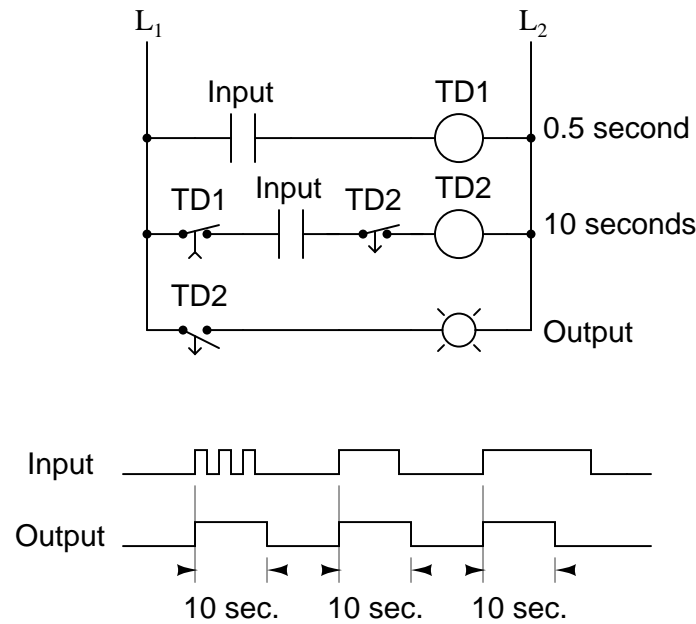 L1 L2
Input TD1
0.5 second
TD1 Input TD2 TD2
10 seconds
TD2
Output
Input
Output
10 sec. 10 sec. 10 sec.